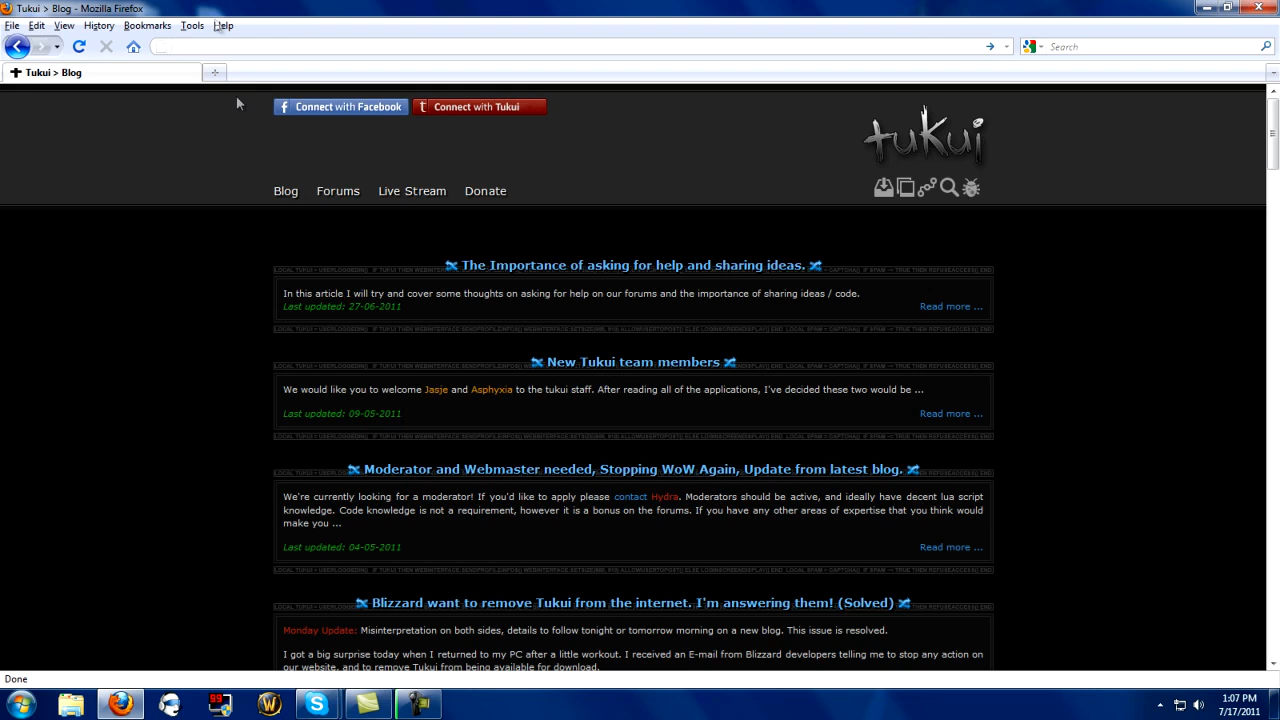 Tukui > Blog - Mozilla Firefox
File Edit View History Bookmarks Tools Help
Search
Tukui > Blog
f Connect with Facebook t Connect with Tukui
tukui
Blog Forums Live Stream Donate
The Importance of asking for help and sharing ideas.
In this article I will try and cover some thoughts on asking for help on our forums and the importance of sharing ideas / code.
Last updated: 27-06-2011 Read more ...
New Tukui team members
We would like you to welcome Jasje and Asphyxia to the tukui staff. After reading all of the applications, I've decided these two would be ...
Last updated: 09-05-2011 Read more ...
Moderator and Webmaster needed, Stopping WoW Again, Update from latest blog.
We're currently looking for a moderator! If you'd like to apply please contact Hydra. Moderators should be active, and ideally have decent lua script
knowledge. Code knowledge is not a requirement, however it is a bonus on the forums. If you have any other areas of expertise that you think would
make you ...
Last updated: 04-05-2011 Read more ...
Blizzard want to remove Tukui from the internet. I'm answering them! (Solved)
Monday Update: Misinterpretation on both sides, details to follow tonight or tomorrow morning on a new blog. This issue is resolved.
I got a big surprise today when I returned to my PC after a little workout. I received an E-mail from Blizzard developers telling me to stop any action on
our website, and to remove Tukui from being available for download.
Done
99
W
S
1:07 PM
7/17/2011